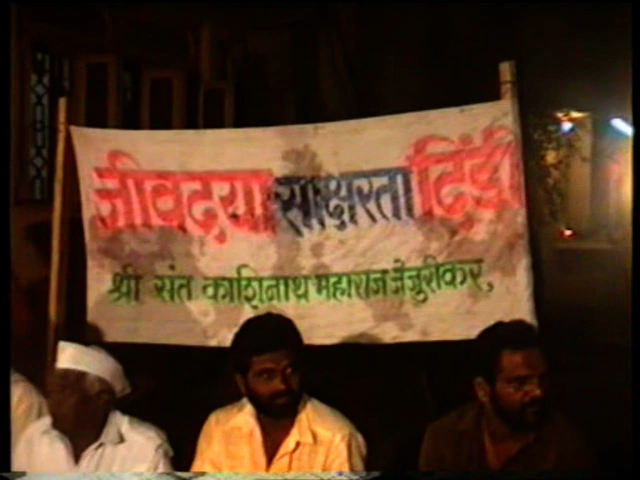 जीवदया साक्षरता दिंडी
श्री संत काशिनाथ महाराज जेजुरीकर,